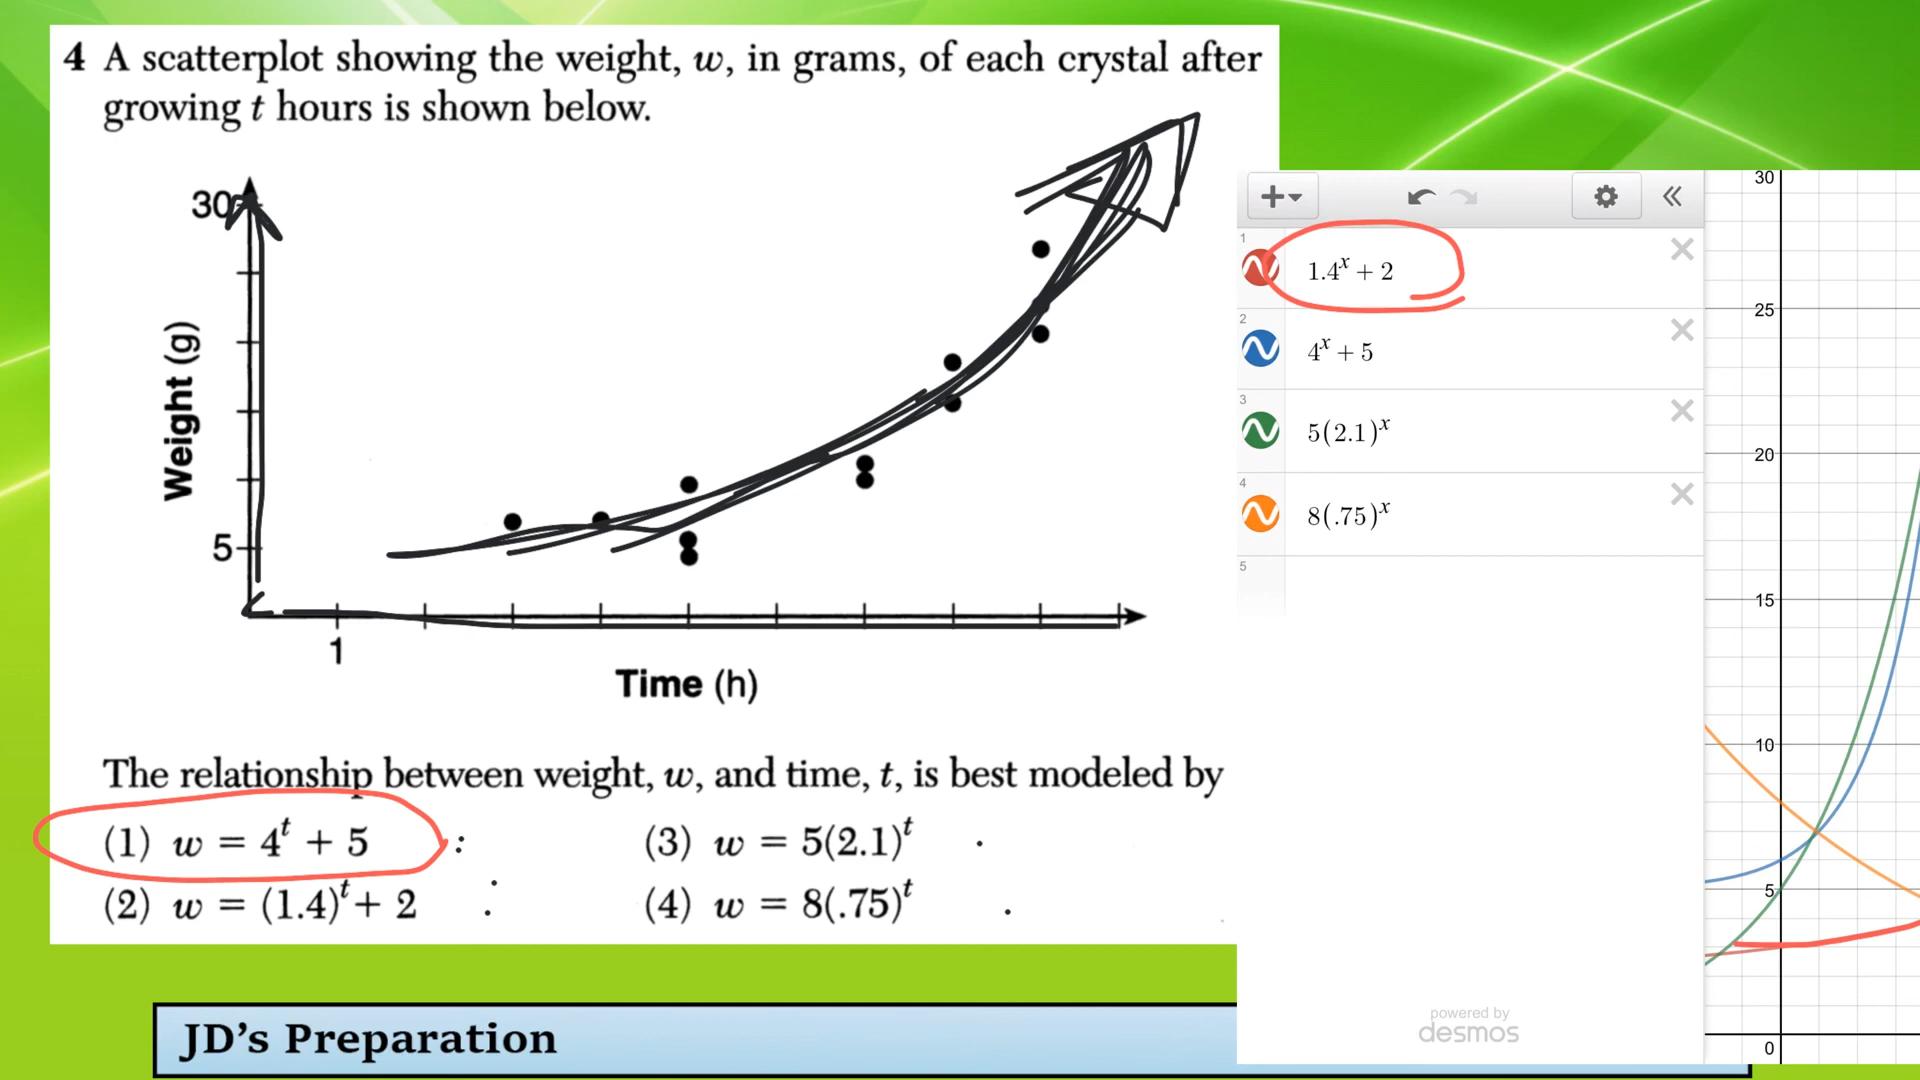 4 A scatterplot showing the weight, w, in grams, of each crystal after
growing t hours is shown below.
30
Weight (g)
5
1
Time (h)
The relationship between weight, w, and time, t, is best modeled by
(1) w = 4^t + 5
(3) w = 5(2.1)^t
(2) w = (1.4)^t + 2
(4) w = 8(.75)^t
JD's Preparation
1
1.4^x + 2
2
4^x + 5
3
5(2.1)^x
4
8(.75)^x
5
powered by
desmos
30
25
20
15
10
5
0